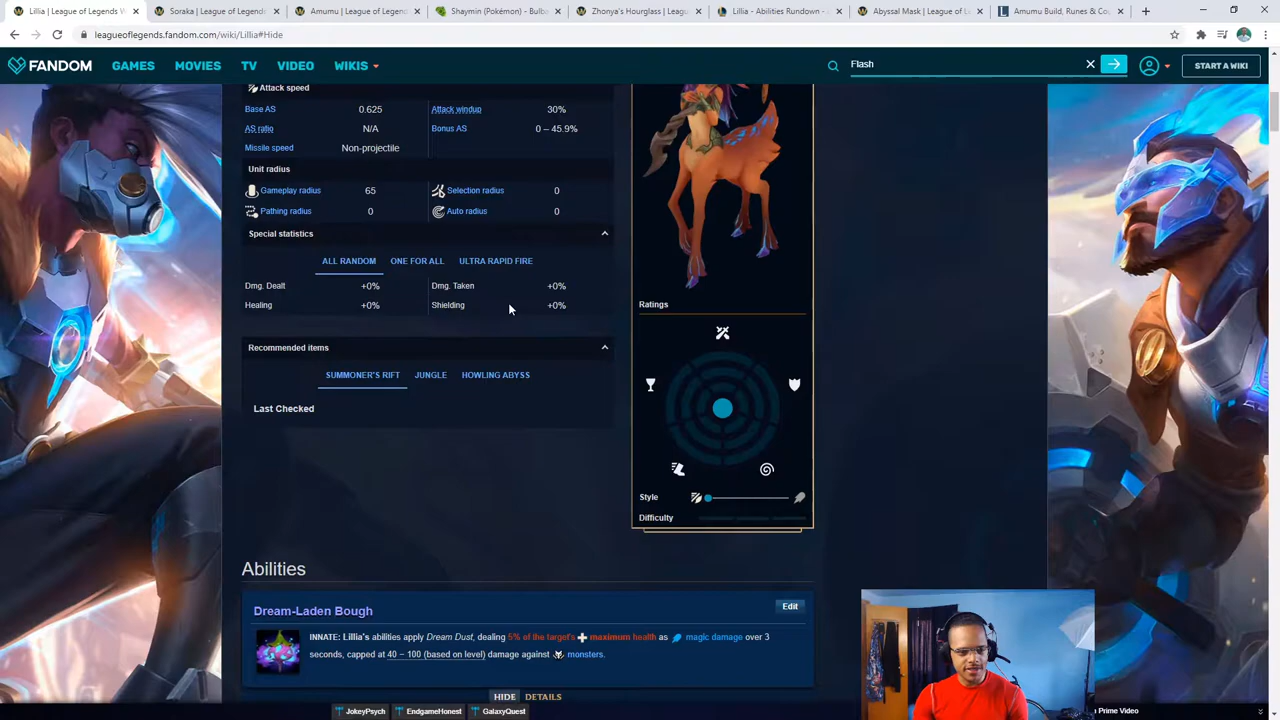 Lillia | League of Legends W
Soraka | League of Legends
Amumu | League of Legend
Shaymin (Pokémon) - Bulba
Zhonya's Hourglass | League
Lillia - Abilities Rundown -
Abyssal Mask | League of L
Amumu Build, Runes & Cou
leagueoflegends.fandom.com/wiki/Lillia#Hide
FANDOM
GAMES
MOVIES
TV
VIDEO
WIKIS
Flash
START A WIKI
Attack speed
Base AS 0.625 Attack windup 30%
AS ratio N/A Bonus AS 0 – 45.9%
Missile speed Non-projectile
Unit radius
Gameplay radius 65 Selection radius 0
Pathing radius 0 Auto radius 0
Special statistics
ALL RANDOM ONE FOR ALL ULTRA RAPID FIRE
Dmg. Dealt +0% Dmg. Taken +0%
Healing +0% Shielding +0%
Recommended items
SUMMONER'S RIFT JUNGLE HOWLING ABYSS
Last Checked
Ratings
Style
Difficulty
Abilities
Dream-Laden Bough
Edit
INNATE: Lillia's abilities apply Dream Dust, dealing 5% of the target's maximum health as magic damage over 3
seconds, capped at 40 – 100 (based on level) damage against monsters.
HIDE DETAILS
JokeyPsych EndgameHonest GalaxyQuest
Prime Video